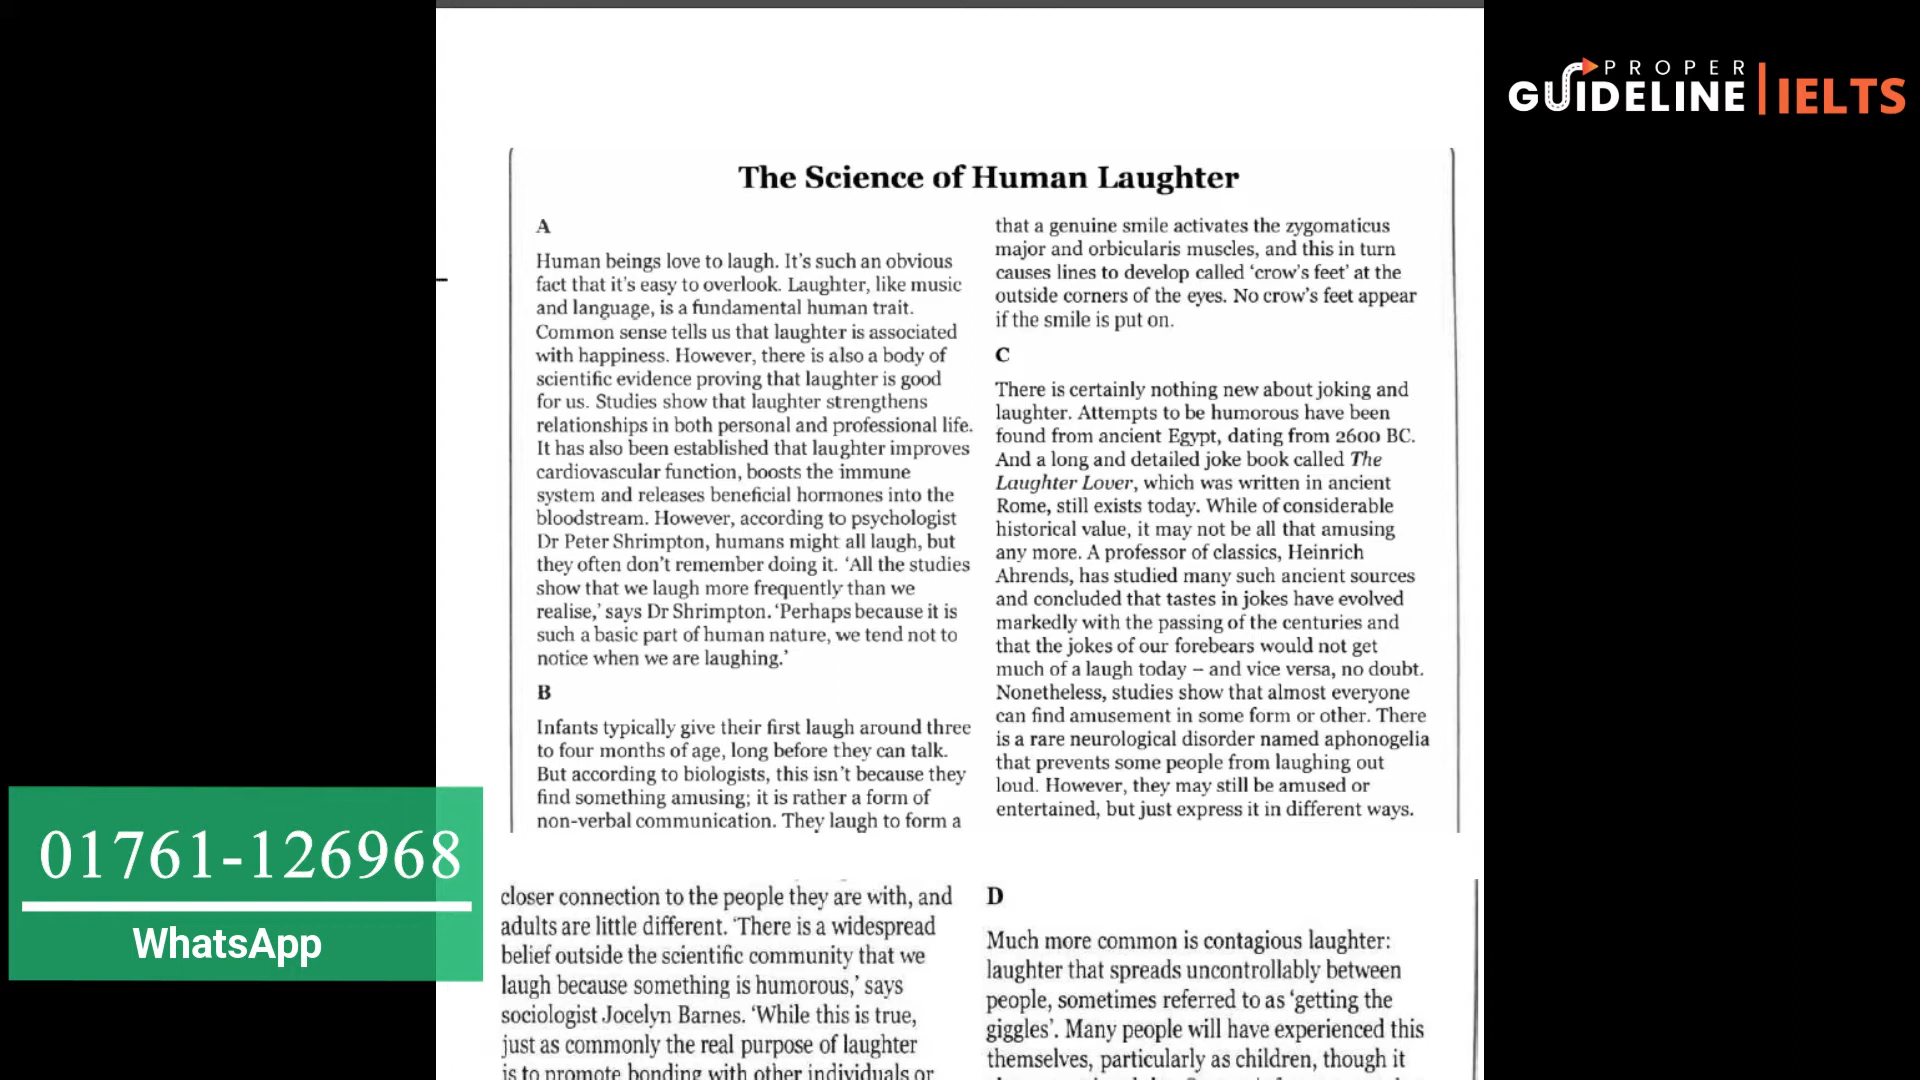 PROPER
GUIDELINE | IELTS
The Science of Human Laughter
A
Human beings love to laugh. It's such an obvious
fact that it's easy to overlook. Laughter, like music
and language, is a fundamental human trait.
Common sense tells us that laughter is associated
with happiness. However, there is also a body of
scientific evidence proving that laughter is good
for us. Studies show that laughter strengthens
relationships in both personal and professional life.
It has also been established that laughter improves
cardiovascular function, boosts the immune
system and releases beneficial hormones into the
bloodstream. However, according to psychologist
Dr Peter Shrimpton, humans might all laugh, but
they often don't remember doing it. 'All the studies
show that we laugh more frequently than we
realise,' says Dr Shrimpton. 'Perhaps because it is
such a basic part of human nature, we tend not to
notice when we are laughing.'
B
Infants typically give their first laugh around three
to four months of age, long before they can talk.
But according to biologists, this isn't because they
find something amusing; it is rather a form of
non-verbal communication. They laugh to form a
that a genuine smile activates the zygomaticus
major and orbicularis muscles, and this in turn
causes lines to develop called 'crow's feet' at the
outside corners of the eyes. No crow's feet appear
if the smile is put on.
C
There is certainly nothing new about joking and
laughter. Attempts to be humorous have been
found from ancient Egypt, dating from 2600 BC.
And a long and detailed joke book called The
Laughter Lover, which was written in ancient
Rome, still exists today. While of considerable
historical value, it may not be all that amusing
any more. A professor of classics, Heinrich
Ahrends, has studied many such ancient sources
and concluded that tastes in jokes have evolved
markedly with the passing of the centuries and
that the jokes of our forebears would not get
much of a laugh today – and vice versa, no doubt.
Nonetheless, studies show that almost everyone
can find amusement in some form or other. There
is a rare neurological disorder named aphonogelia
that prevents some people from laughing out
loud. However, they may still be amused or
entertained, but just express it in different ways.
closer connection to the people they are with, and
adults are little different. 'There is a widespread
belief outside the scientific community that we
laugh because something is humorous,' says
sociologist Jocelyn Barnes. 'While this is true,
just as commonly the real purpose of laughter
is to promote bonding with other individuals or
D
Much more common is contagious laughter:
laughter that spreads uncontrollably between
people, sometimes referred to as 'getting the
giggles'. Many people will have experienced this
themselves, particularly as children, though it
01761-126968
WhatsApp